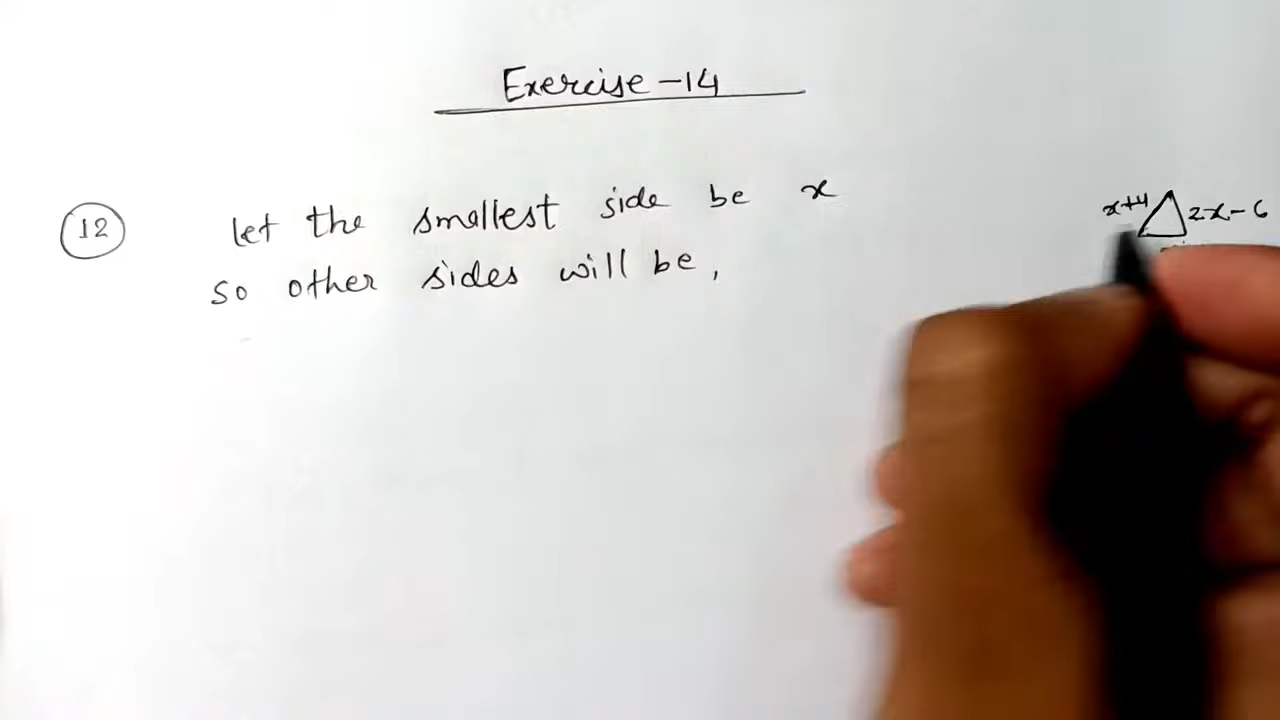 Exercise - 14
12 let the smallest side be x
x+4 2x-6
so other sides will be,